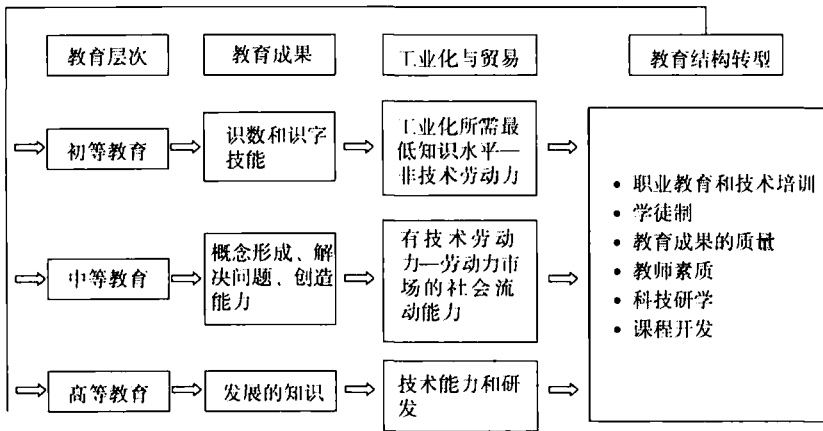 教育层次
教育成果
工业化与贸易
教育结构转型
初等教育
识数和识字
技能
工业化所需最
低知识水平—
非技术劳动力
中等教育
概念形成、解
决问题、创造
能力
有技术劳动
力—劳动力市
场的社会流
动能力
高等教育
发展的知识
技术能力和研
发
• 职业教育和技术培训
• 学徒制
• 教育成果的质量
• 教师素质
• 科技研学
• 课程开发